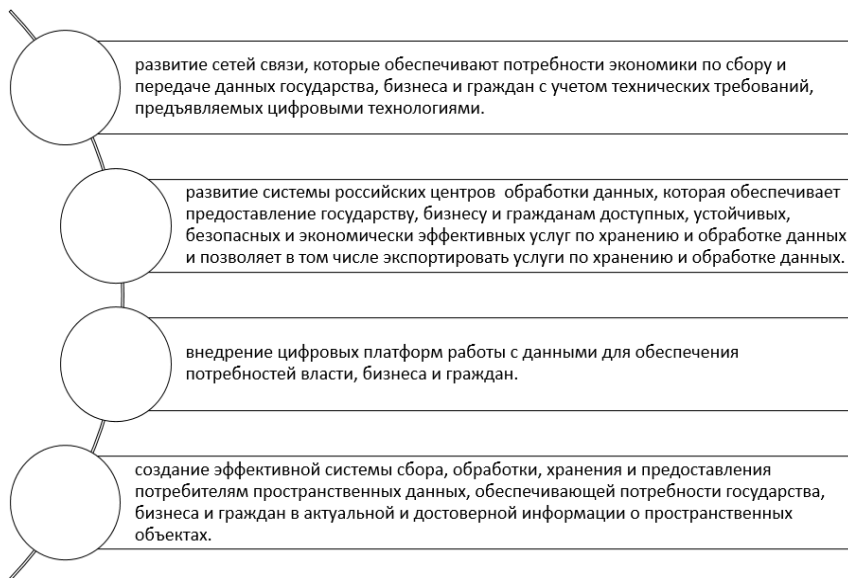 развитие сетей связи, которые обеспечивают потребности экономики по сбору и
передаче данных государства, бизнеса и граждан с учетом технических требований,
предъявляемых цифровыми технологиями.
развитие системы российских центров обработки данных, которая обеспечивает
предоставление государству, бизнесу и гражданам доступных, устойчивых,
безопасных и экономически эффективных услуг по хранению и обработке данных
и позволяет в том числе экспортировать услуги по хранению и обработке данных.
внедрение цифровых платформ работы с данными для обеспечения
потребностей власти, бизнеса и граждан.
создание эффективной системы сбора, обработки, хранения и предоставления
потребителям пространственных данных, обеспечивающей потребности государства,
бизнеса и граждан в актуальной и достоверной информации о пространственных
объектах.